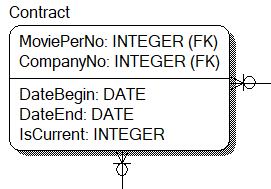 Contract
MoviePerNo: INTEGER (FK)
CompanyNo: INTEGER (FK)
DateBegin: DATE
DateEnd: DATE
IsCurrent: INTEGER